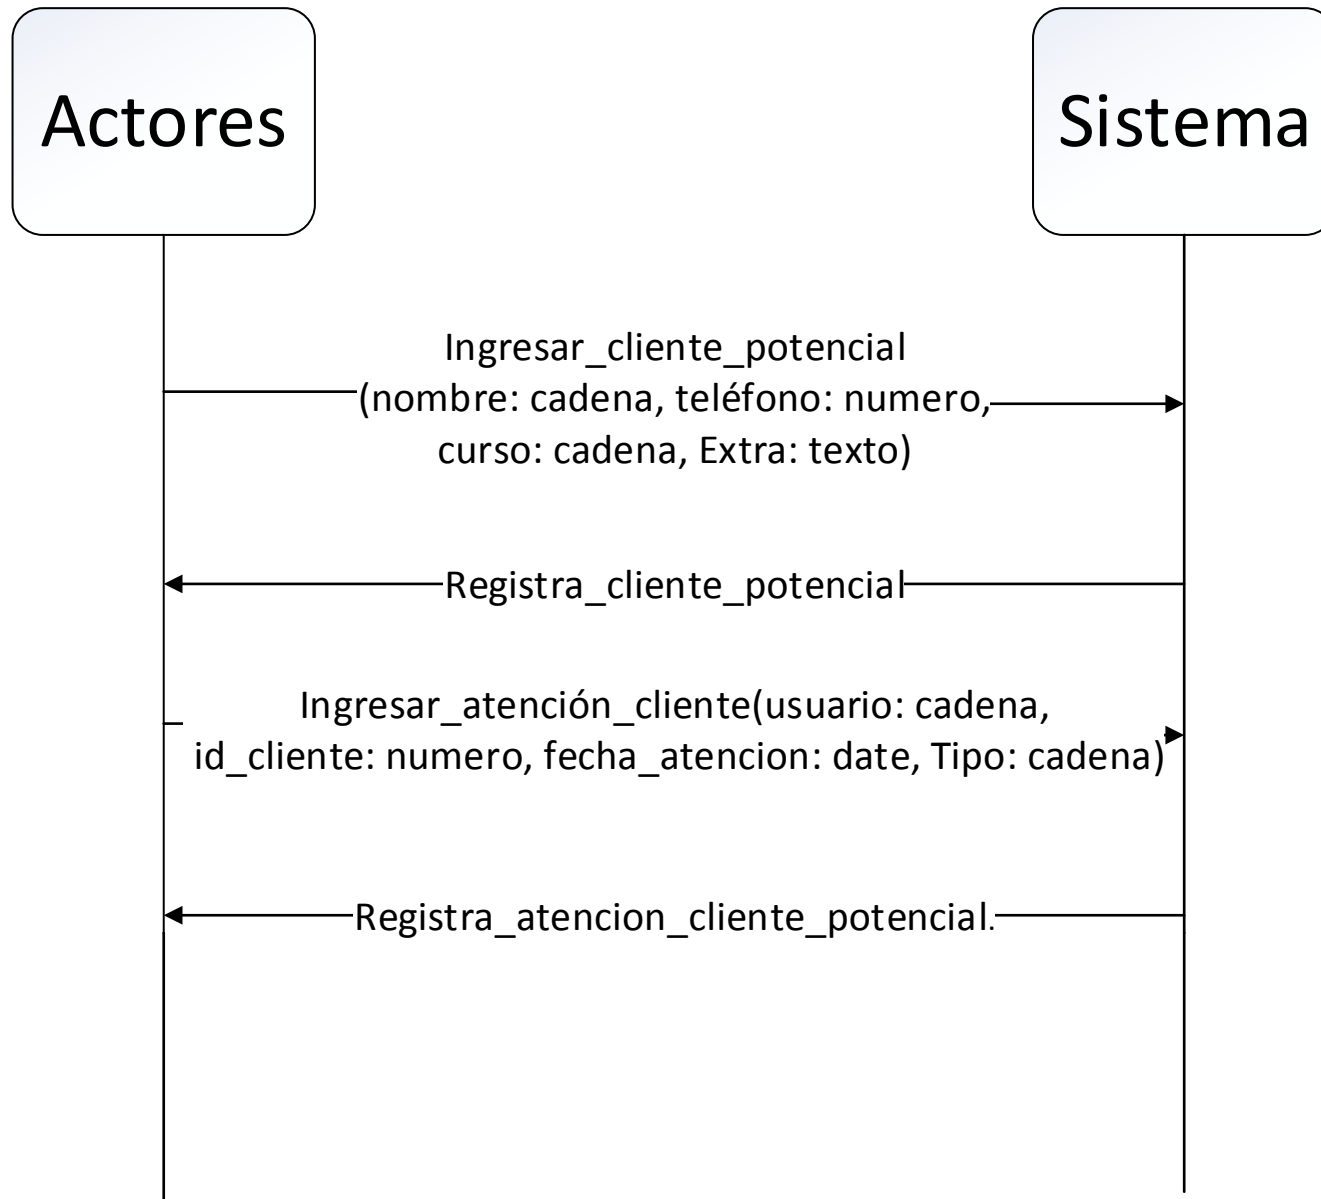 Actores
Sistema
Ingresar_cliente_potencial
(nombre: cadena, teléfono: numero,
curso: cadena, Extra: texto)
Registra_cliente_potencial
Ingresar_atención_cliente(usuario: cadena,
id_cliente: numero, fecha_atencion: date, Tipo: cadena)
Registra_atencion_cliente_potencial.